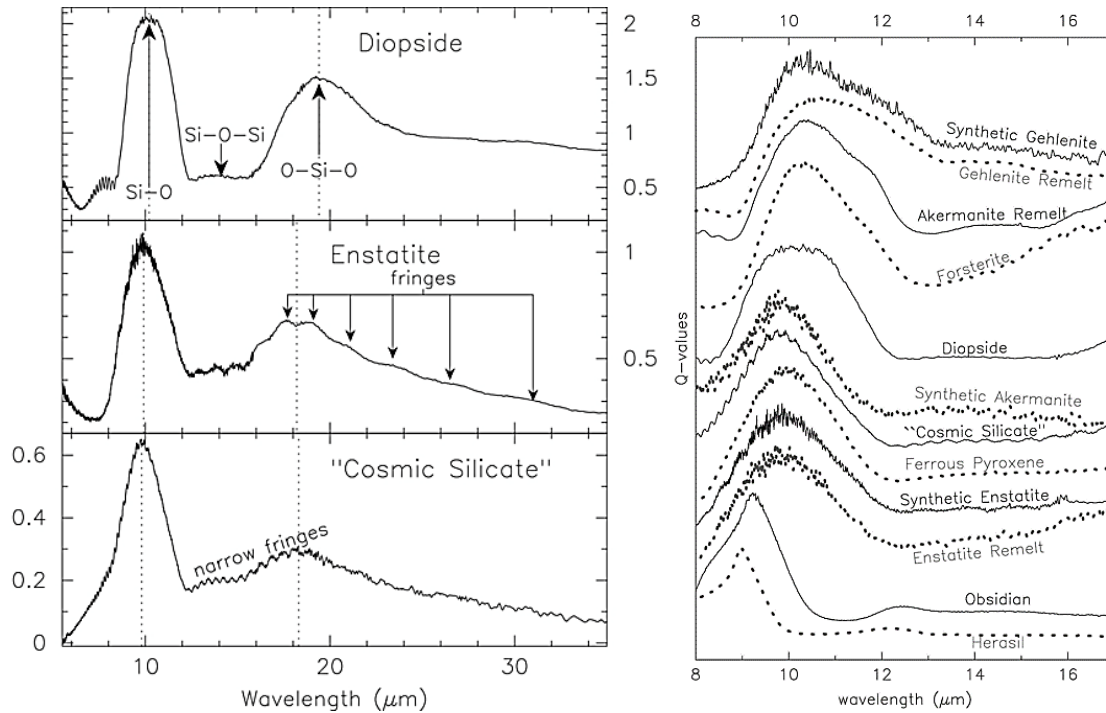 Diopside
2
1.5
1
0.5
Si-O-Si
Si-O
O-Si-O
Enstatite
fringes
1
0.5
"Cosmic Silicate"
0.6
0.4
0.2
0
narrow fringes
10 20 30
Wavelength (μm)
8 10 12 14 16
Q-values
Synthetic Gehlenite
Gehlenite Remelt
Akermanite Remelt
Forsterite
Diopside
Synthetic Akermanite
"Cosmic Silicate"
Ferrous Pyroxene
Synthetic Enstatite
Enstatite Remelt
Obsidian
Herasil
8 10 12 14 16
wavelength (μm)